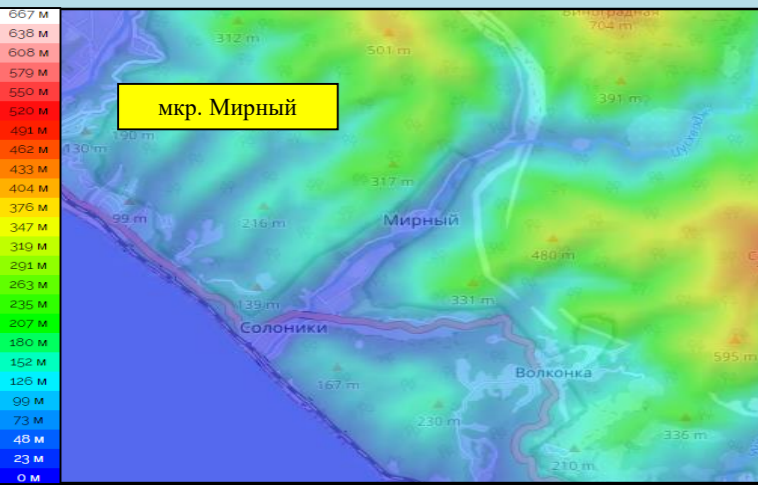 667 м
638 м
608 м
579 м
550 м
520 м
491 м
462 м
433 м
404 м
376 м
347 м
319 м
291 м
263 м
235 м
207 м
180 м
152 м
126 м
99 м
73 м
48 м
23 м
0 м
Виноградная
704 m
312 m
501 m
мкр. Мирный
391 m
190 m
130 m
317 m
99 m
216 m
Мирный
480 m
139 m
331 m
Солоники
595 m
Волконка
167 m
230 m
336 m
210 m